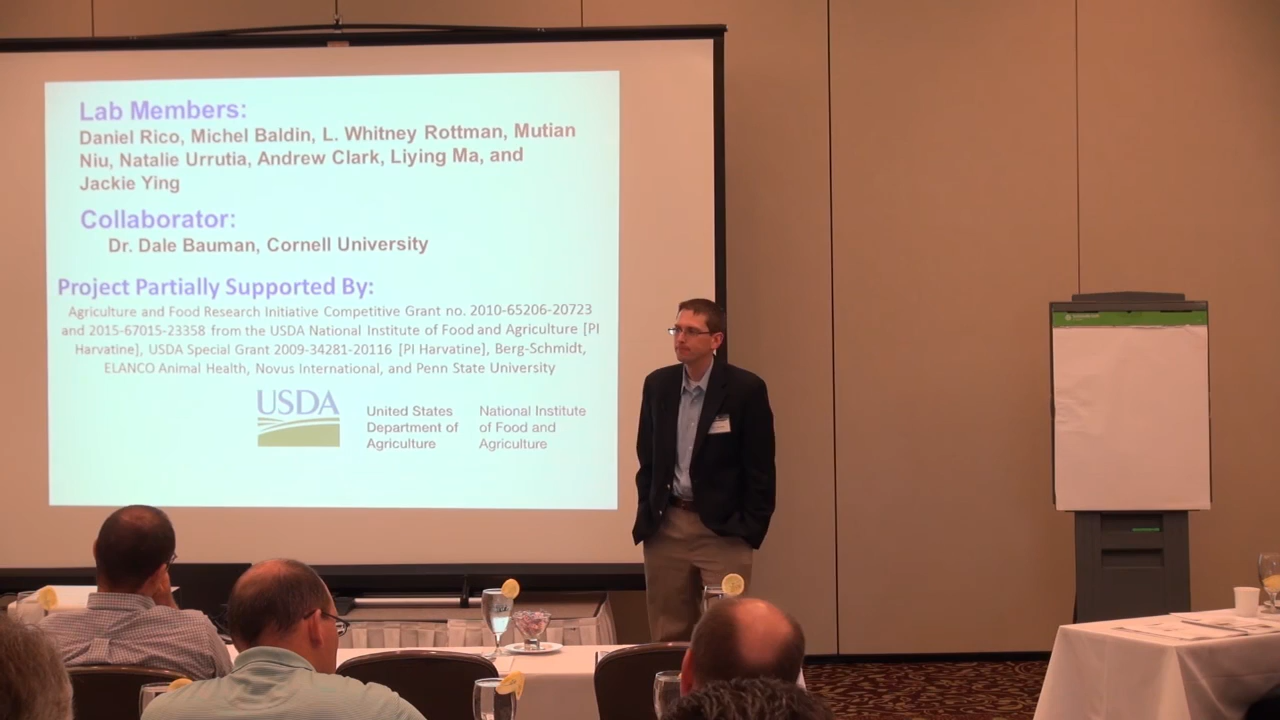 Lab Members:
Daniel Rico, Michel Baldin, L. Whitney Rottman, Mutian
Niu, Natalie Urrutia, Andrew Clark, Liying Ma, and
Jackie Ying
Collaborator:
Dr. Dale Bauman, Cornell University
Project Partially Supported By:
Agriculture and Food Research Initiative Competitive Grant no. 2010-65206-20723
and 2015-67015-23358 from the USDA National Institute of Food and Agriculture [PI
Harvatine], USDA Special Grant 2009-34281-20116 [PI Harvatine], Berg-Schmidt,
ELANCO Animal Health, Novus International, and Penn State University
USDA
United States
Department of
Agriculture
National Institute
of Food and
Agriculture